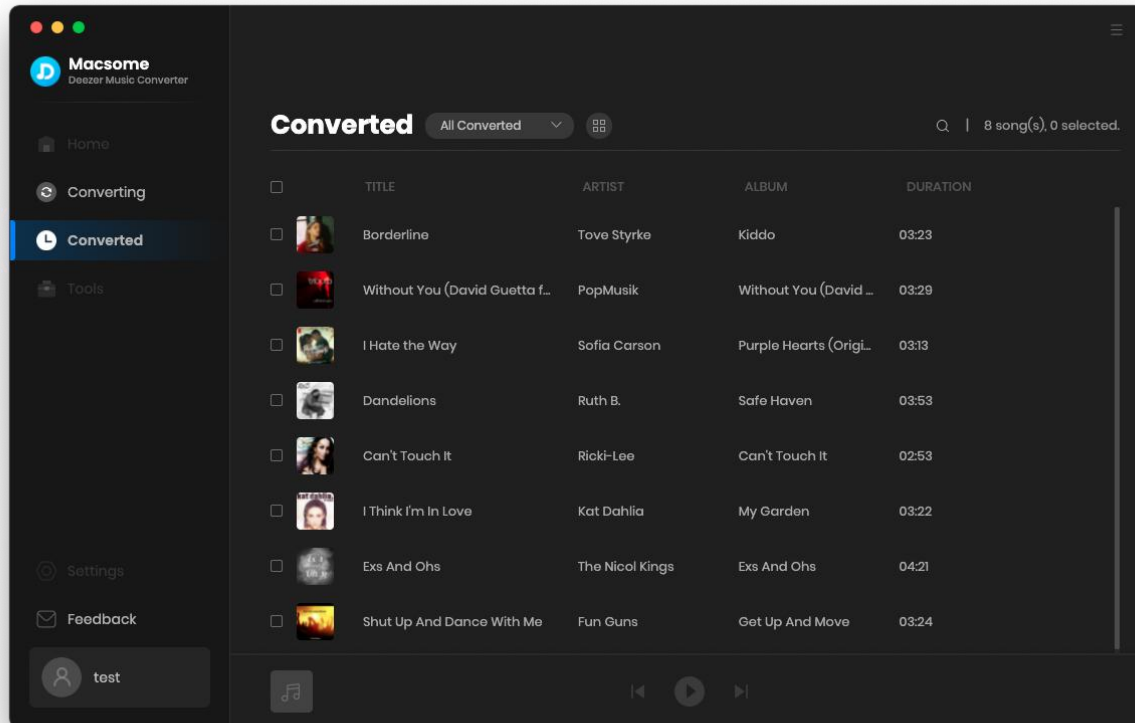 Macsome
Deezer Music Converter
Home
Converting
Converted
Tools
Settings
Feedback
test
Converted All Converted 8 song(s), 0 selected.
TITLE ARTIST ALBUM DURATION
Borderline Tove Styrke Kiddo 03:23
Without You (David Guetta f... PopMusik Without You (David ... 03:29
I Hate the Way Sofia Carson Purple Hearts (Origi... 03:13
Dandelions Ruth B. Safe Haven 03:53
Can't Touch It Ricki-Lee Can't Touch It 02:53
kat dahlia
I Think I'm In Love Kat Dahlia My Garden 03:22
Exs And Ohs The Nicol Kings Exs And Ohs 04:21
Shut Up And Dance With Me Fun Guns Get Up And Move 03:24